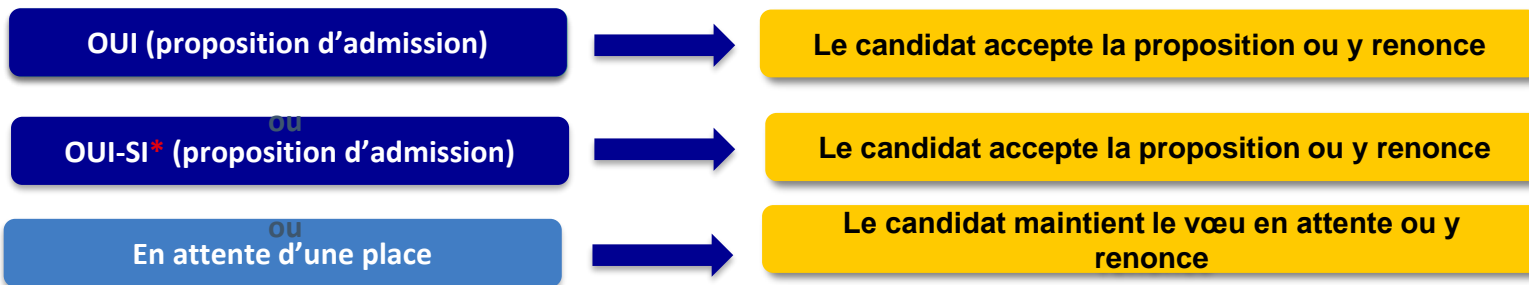 OUI (proposition d’admission)
Le candidat accepte la proposition ou y renonce
ou
OUI-SI* (proposition d’admission)
Le candidat accepte la proposition ou y renonce
ou
En attente d’une place
Le candidat maintient le vœu en attente ou y
renonce